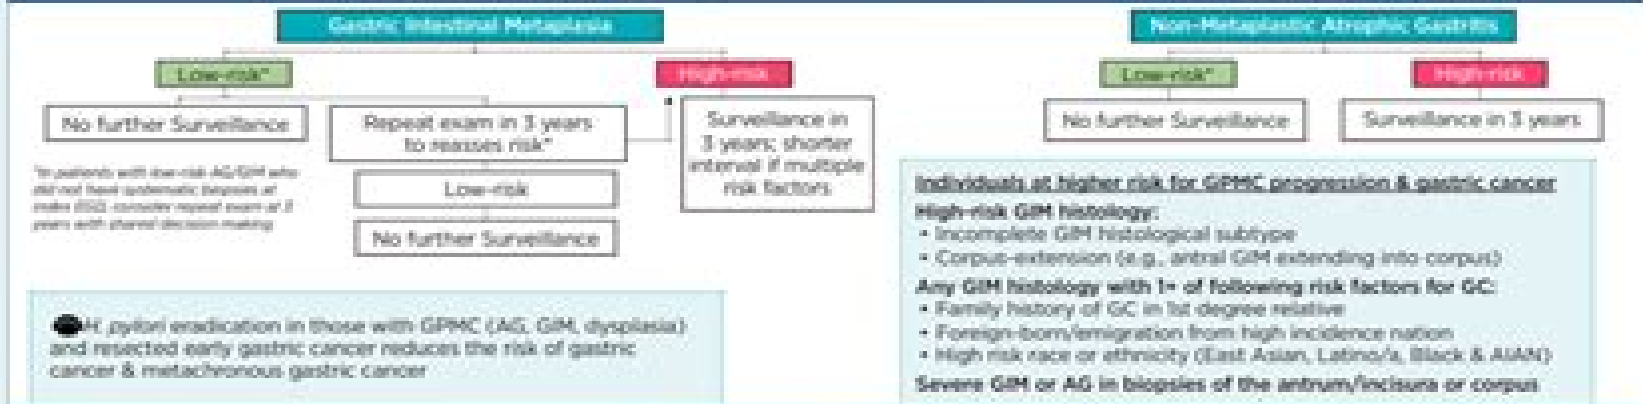 Gastric Intestinal Metaplasia
Low-risk*
High-risk
No further Surveillance
Repeat exam in 3 years
to reasses risk*
Surveillance in
3 years; shorter
interval if multiple
risk factors
Low-risk
No further Surveillance
*In patients with low-risk AG/GIM who
did not have systematic biopsies at
index EGD, consider repeat exam at 3
years with shared decision making
H. pylori eradication in those with GPMC (AG, GIM, dysplasia)
and resected early gastric cancer reduces the risk of gastric
cancer & metachronous gastric cancer
Non-Metaplastic Atrophic Gastritis
Low-risk*
High-risk
No further Surveillance
Surveillance in 3 years
Individuals at higher risk for GPMC progression & gastric cancer
High-risk GIM histology:
• Incomplete GIM histological subtype
• Corpus-extension (e.g., antral GIM extending into corpus)
Any GIM histology with 1+ of following risk factors for GC:
• Family history of GC in 1st degree relative
• Foreign-born/emigration from high incidence nation
• High risk race or ethnicity (East Asian, Latino/a, Black & AIAN)
Severe GIM or AG in biopsies of the antrum/incisura or corpus